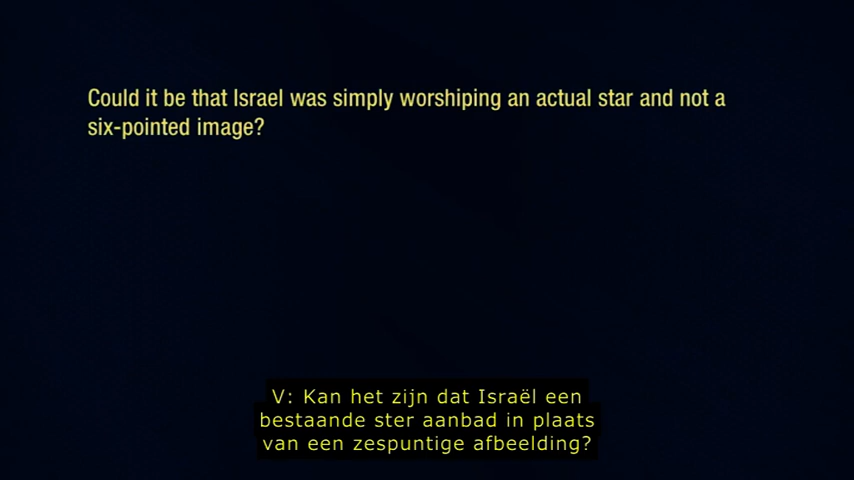 Could it be that Israel was simply worshiping an actual star and not a
six-pointed image?
V: Kan het zijn dat Israël een
bestaande ster aanbad in plaats
van een zespuntige afbeelding?